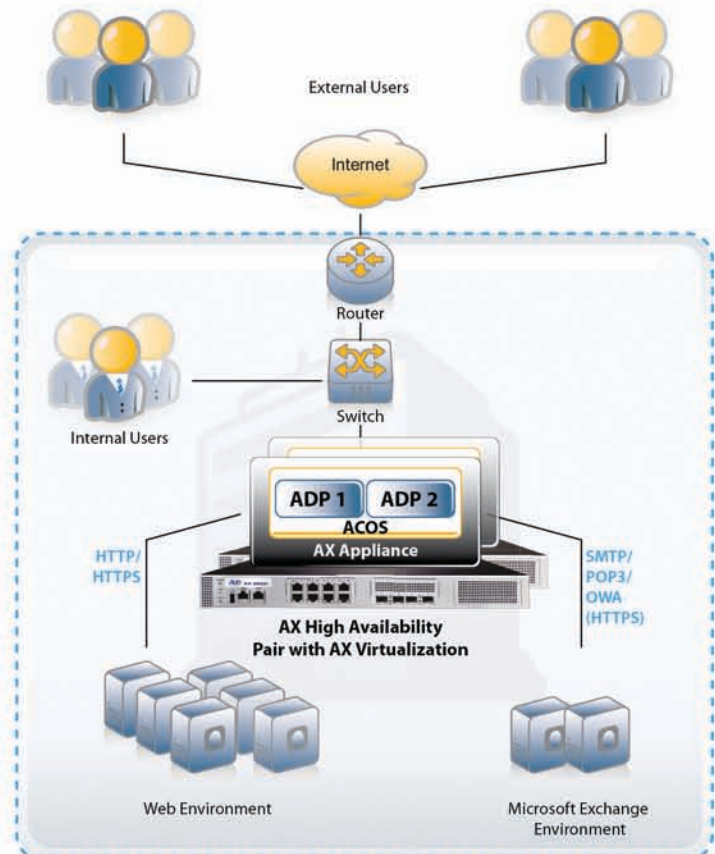 External Users
Internet
Router
Switch
Internal Users
ADP 1 ADP 2
ACOS
AX Appliance
HTTP/
HTTPS
SMTP/
POP3/
OWA
(HTTPS)
AX High Availability
Pair with AX Virtualization
Web Environment
Microsoft Exchange
Environment